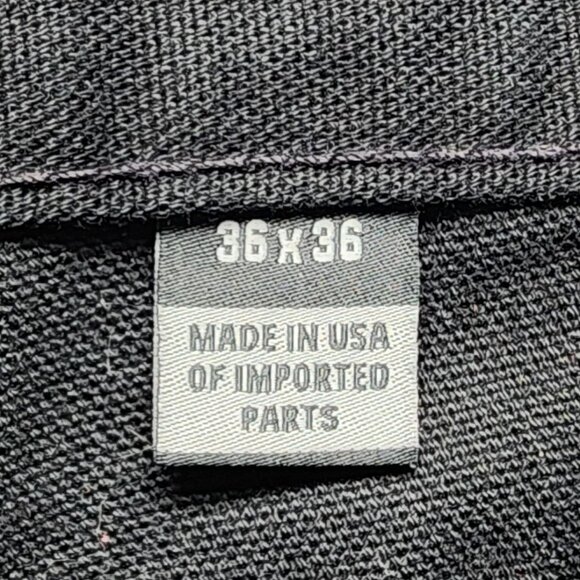 36 x 36
MADE IN USA
OF IMPORTED
PARTS